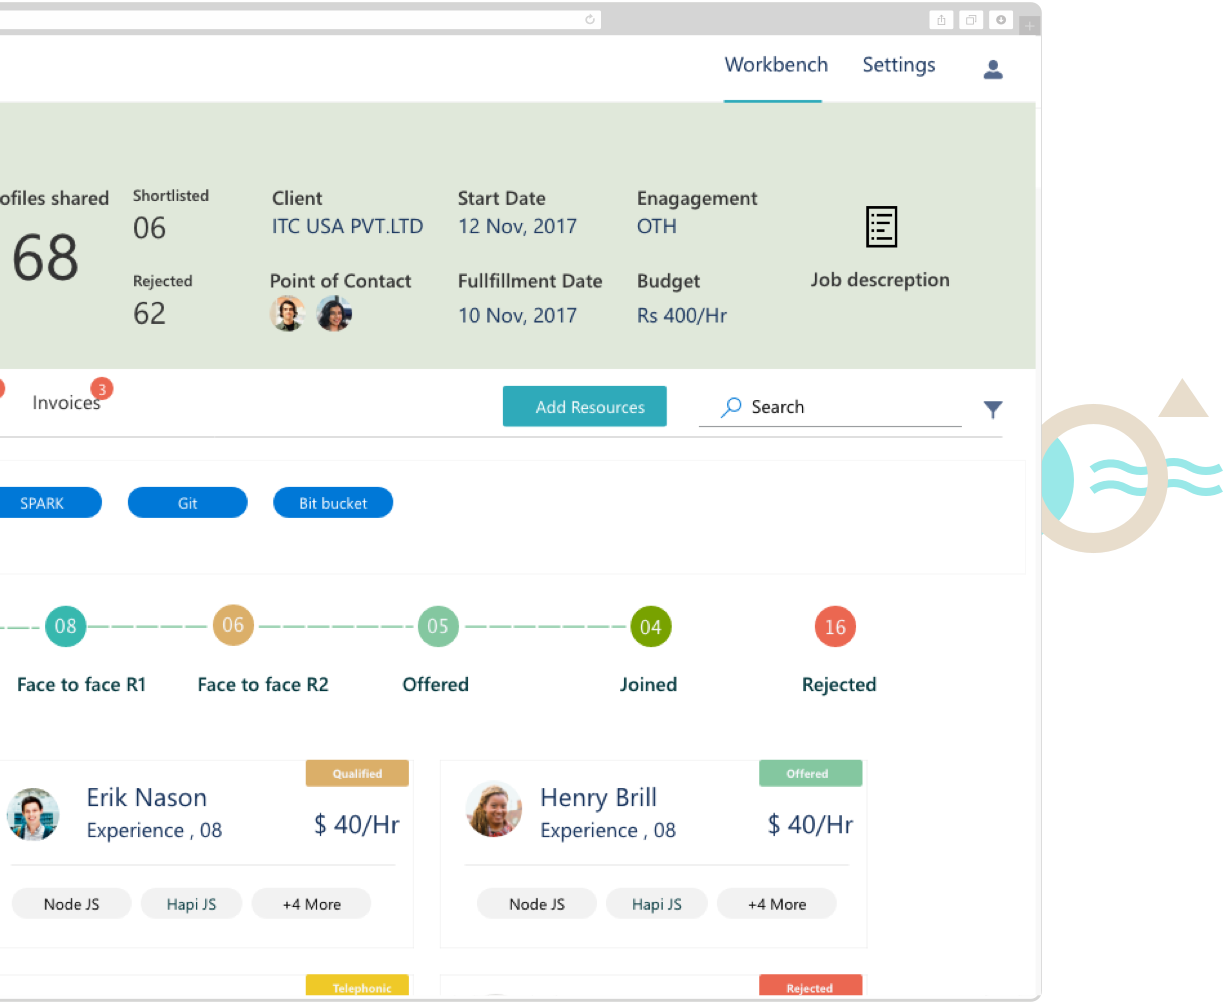 Workbench Settings
ofiles shared
68
Shortlisted
06
Rejected
62
Client
ITC USA PVT.LTD
Point of Contact
Start Date
12 Nov, 2017
Fullfillment Date
10 Nov, 2017
Enagagement
OTH
Budget
Rs 400/Hr
Job descreption
Invoices 3
Add Resources
Search
SPARK Git Bit bucket
08 06 05 04 16
Face to face R1 Face to face R2 Offered Joined Rejected
Qualified
Erik Nason
Experience , 08
$ 40/Hr
Node JS Hapi JS +4 More
Offered
Henry Brill
Experience , 08
$ 40/Hr
Node JS Hapi JS +4 More
Telephonic
Rejected